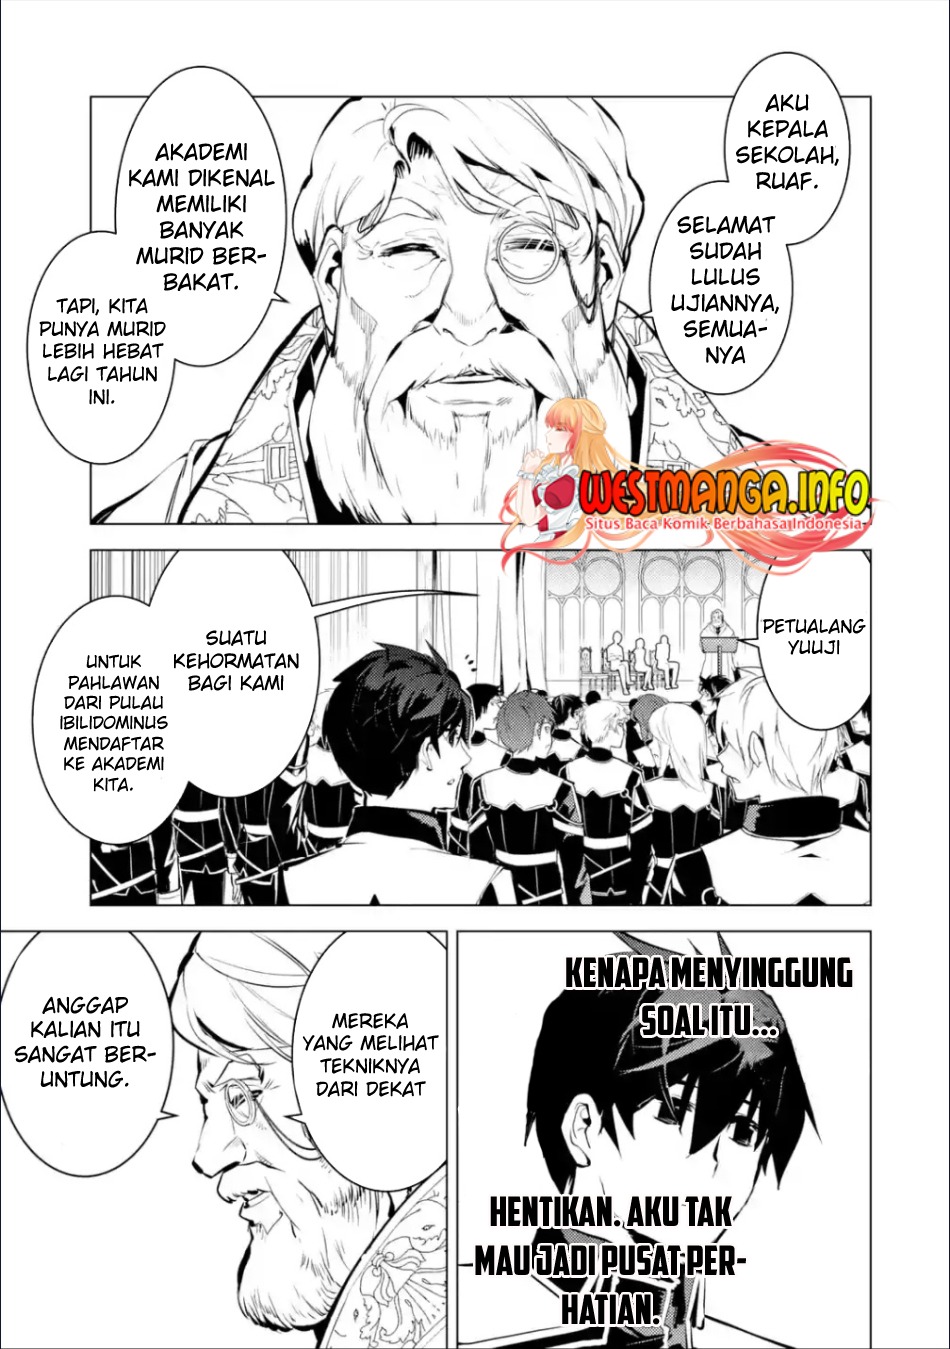 AKU
KEPALA
SEKOLAH,
RUAF.
SELAMAT
SUDAH
LULUS
UJIANNYA,
SEMUA-
NYA
AKADEMI
KAMI DIKENAL
MEMILIKI
BANYAK
MURID BER-
BAKAT.
TAPI, KITA
PUNYA MURID
LEBIH HEBAT
LAGI TAHUN
INI.
WESTMANGA.INFO
Situs Baca Komik Berbahasa Indonesia
PETUALANG
YUUJI
SUATU
KEHORMATAN
BAGI KAMI
UNTUK
PAHLAWAN
DARI PULAU
IBILIDOMINUS
MENDAFTAR
KE AKADEMI
KITA.
KENAPA MENYINGGUNG
SOAL ITU...
HENTIKAN. AKU TAK
MAU JADI PUSAT PER-
HATIAN.
MEREKA
YANG MELIHAT
TEKNIKNYA
DARI DEKAT
ANGGAP
KALIAN ITU
SANGAT BER-
UNTUNG.